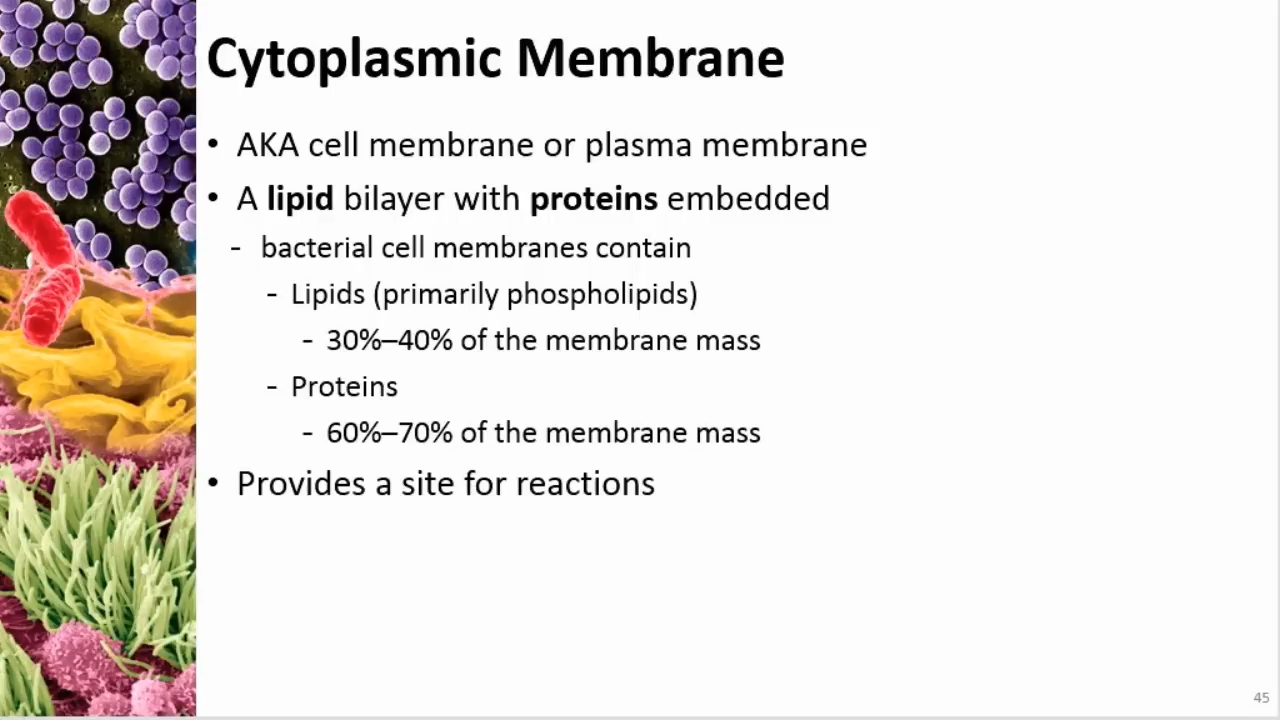 Cytoplasmic Membrane
• AKA cell membrane or plasma membrane
• A lipid bilayer with proteins embedded
- bacterial cell membranes contain
- Lipids (primarily phospholipids)
- 30%–40% of the membrane mass
- Proteins
- 60%–70% of the membrane mass
• Provides a site for reactions
45